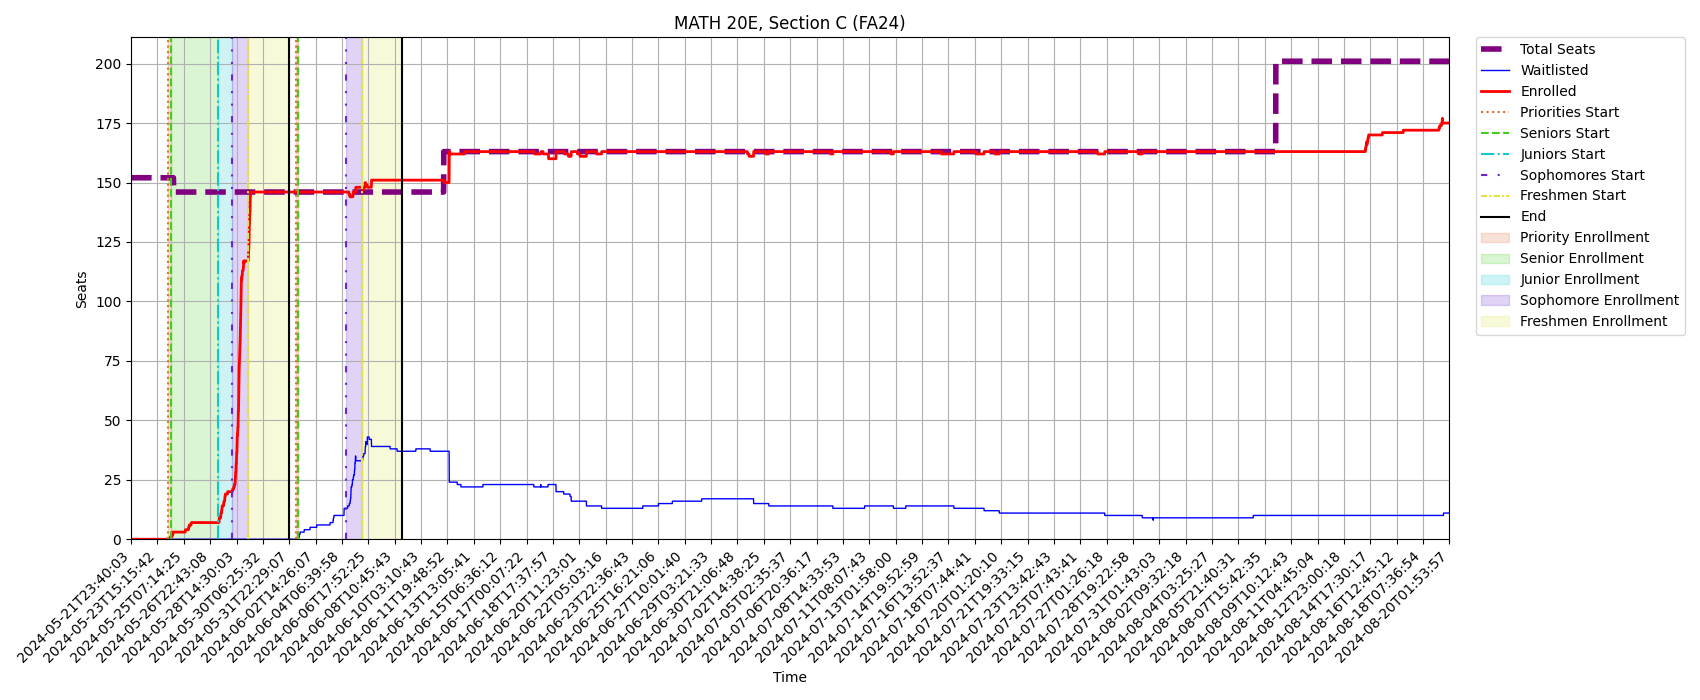 MATH 20E, Section C (FA24)
Seats
200
175
150
125
100
75
50
25
0
2024-05-21T23:40:03
2024-05-23T15:15:42
2024-05-25T07:14:25
2024-05-26T22:43:08
2024-05-28T14:30:03
2024-05-30T06:25:32
2024-05-31T22:29:07
2024-06-02T14:26:07
2024-06-04T06:39:58
2024-06-06T17:52:23
2024-06-08T10:45:43
2024-06-10T03:10:43
2024-06-11T19:48:52
2024-06-13T13:05:41
2024-06-15T06:36:12
2024-06-17T00:07:22
2024-06-18T17:37:57
2024-06-20T11:23:01
2024-06-22T05:03:16
2024-06-23T22:36:43
2024-06-25T16:21:06
2024-06-27T10:01:40
2024-06-29T03:21:33
2024-06-30T21:06:48
2024-07-02T14:38:25
2024-07-05T02:35:37
2024-07-06T20:36:17
2024-07-08T14:33:53
2024-07-11T08:07:43
2024-07-13T01:58:00
2024-07-14T19:52:59
2024-07-16T13:52:37
2024-07-18T07:44:41
2024-07-20T01:20:10
2024-07-21T19:33:15
2024-07-23T13:42:43
2024-07-25T07:43:41
2024-07-27T01:26:18
2024-07-28T19:22:58
2024-07-31T01:43:03
2024-08-02T09:32:18
2024-08-04T03:25:27
2024-08-05T21:40:31
2024-08-07T15:42:35
2024-08-09T10:12:43
2024-08-11T04:45:04
2024-08-12T23:00:18
2024-08-14T17:30:17
2024-08-16T12:45:12
2024-08-18T07:36:54
2024-08-20T01:53:57
Time
Total Seats
Waitlisted
Enrolled
Priorities Start
Seniors Start
Juniors Start
Sophomores Start
Freshmen Start
End
Priority Enrollment
Senior Enrollment
Junior Enrollment
Sophomore Enrollment
Freshmen Enrollment